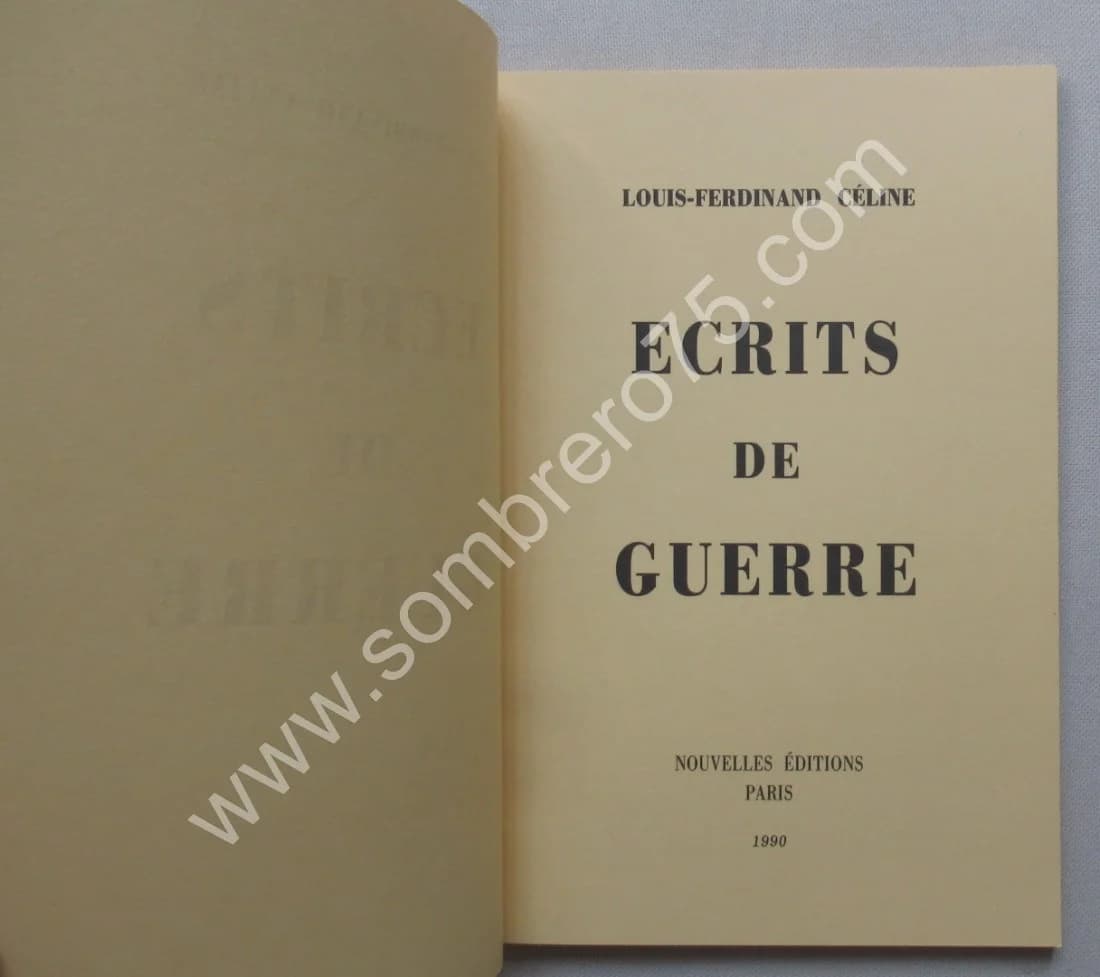 LOUIS-FERDINAND CÉLINE
ECRITS
DE
GUERRE
NOUVELLES ÉDITIONS
PARIS
1990
www.sombrero75.com